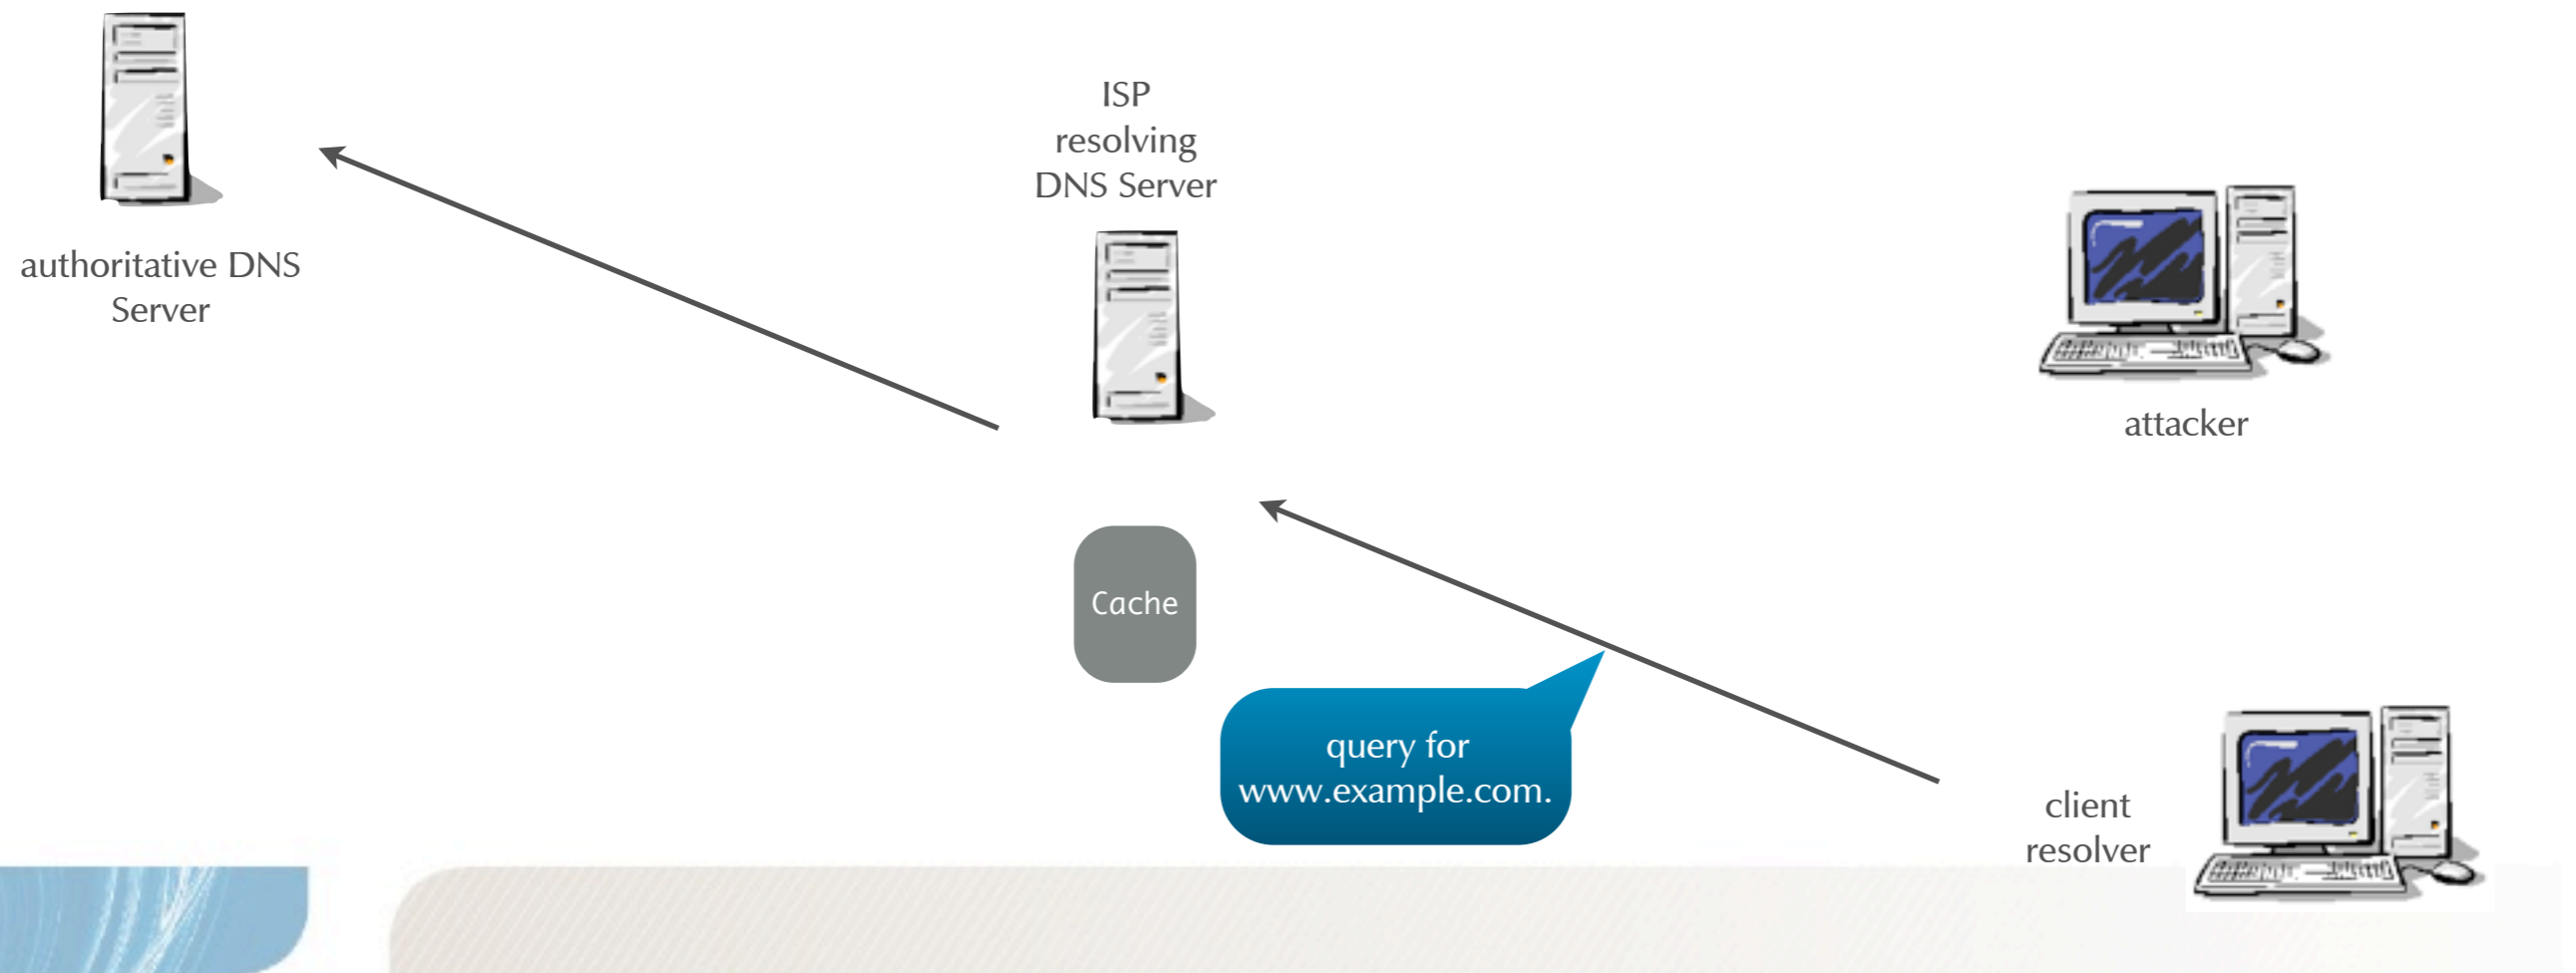 ISP
resolving
DNS Server
authoritative DNS
Server
attacker
Cache
query for
www.example.com.
client
resolver